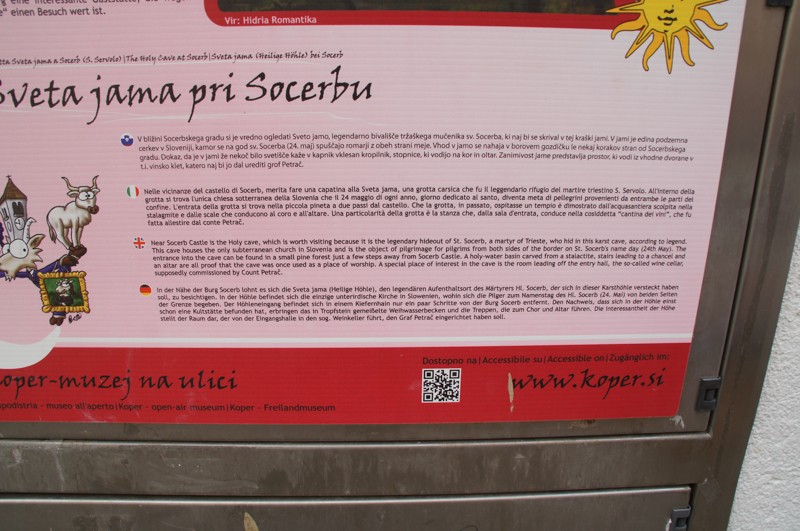 eine interessante Gaststätte, die
" einen Besuch wert ist.
Vir: Hidria Romantika
Sveta jama a Socerb (S. Servolo)|The Holy Cave at Socerb|Sveta jama (Heilige Höhle) bei Socerb
Sveta jama pri Socerbu
V bližini Socerbskega gradu si je vredno ogledati Sveto jamo, legendarno bivališče tržaškega mučenika sv. Socerba, ki naj bi se skrival v tej kraški jami. V jami je edina podzemna
cerkev v Sloveniji, kamor se na god sv. Socerba (24. maj) spuščajo romarji z obeh strani meje. Vhod v jamo se nahaja v borovem gozdičku le nekaj korakov stran od Socerbskega
gradu. Dokaz, da je v jami že nekoč bilo svetišče kaže v kapnik vklesan kropilnik, stopnice, ki vodijo na kor in oltar. Zanimivost jame predstavlja prostor, ki vodi iz vhodne dvorane v
t.i. vinsko klet, katero naj bi jo dal urediti grof Petrač.
Nelle vicinanze del castello di Socerb, merita fare una capatina alla Sveta jama, una grotta carsica che fu il leggendario rifugio del martire triestino S. Servolo. All'interno della
grotta si trova l'unica chiesa sotterranea della Slovenia che il 24 maggio di ogni anno, giorno dedicato al santo, diventa meta di pellegrini provenienti da entrambe le parti del
confine. L'entrata della grotta si trova nella piccola pineta a due passi dal castello. Che la grotta, in passato, ospitasse un tempio è dimostrato dall'acquasantiera scolpita nella
stalagmite e dalle scale che conducono al coro e all'altare. Una particolarità della grotta è la stanza che, dalla sala d'entrata, conduce nella cosiddetta "cantina dei vini", che fu
fatta allestire dal conte Petrač.
Near Socerb Castle is the Holy cave, which is worth visiting because it is the legendary hideout of St. Socerb, a martyr of Trieste, who hid in this karst cave, according to legend.
This cave houses the only subterranean church in Slovenia and is the object of pilgrimage for pilgrims from both sides of the border on St. Socerb's name day (24th May). The
entrance into the cave can be found in a small pine forest just a few steps away from Socerb Castle. A holy-water basin carved from a stalactite, stairs leading to a chancel and
an altar are all proof that the cave was once used as a place of worship. A special place of interest in the cave is the room leading off the entry hall, the so-called wine cellar,
supposedly commissioned by Count Petrač.
In der Nähe der Burg Socerb lohnt es sich die Sveta jama (Heilige Höhle), den legendären Aufenthaltsort des Märtyrers Hl. Socerb, der sich in dieser Karsthöhle versteckt haben
soll, zu besichtigen. In der Höhle befindet sich die einzige unterirdische Kirche in Slowenien, wohin sich die Pilger zum Namenstag des Hl. Socerb (24. Mai) von beiden Seiten
der Grenze begeben. Der Höhleneingang befindet sich in einem Kiefernhain nur ein paar Schritte von der Burg Socerb entfernt. Den Nachweis, dass sich in der Höhle einst
schon eine Kultstätte befunden hat, erbringen das in Tropfstein gemeißelte Weihwasserbecken und die Treppen, die zum Chor und Altar führen. Die Interessantheit der Höhe
stellt der Raum dar, der von der Eingangshalle in den sog. Weinkeller führt, den Graf Petrač eingerichtet haben soll.
Dostopno na|Accessibile su|Accessible on|Zugänglich im:
www.koper.si
oper-muzej na ulici
podistria - museo all'aperto|Koper - open-air museum|Koper - Freilandmuseum